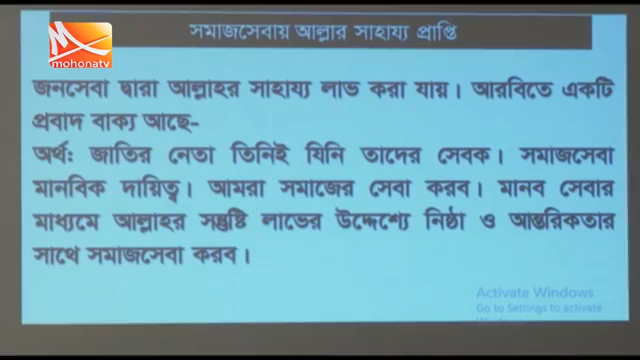 mohonatv
সমাজসেবায় আল্লার সাহায্য প্রাপ্তি
জনসেবা দ্বারা আল্লাহর সাহায্য লাভ করা যায়। আরবিতে একটি
প্রবাদ বাক্য আছে-
অর্থ: জাতির নেতা তিনিই যিনি তাদের সেবক। সমাজসেবা
মানবিক দায়িত্ব। আমরা সমাজের সেবা করব। মানব সেবার
মাধ্যমে আল্লাহর সন্তুষ্টি লাভের উদ্দেশ্যে নিষ্ঠা ও আন্তরিকতার
সাথে সমাজসেবা করব।
Activate Windows
Go to Settings to activate
Windows.